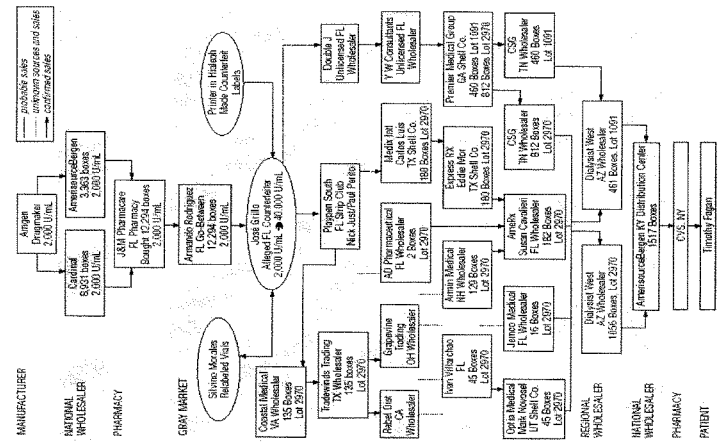 probable sales
unknown sources and sales
confirmed sales
MANUFACTURER
Amgen
Drugmaker
2,000 U/mL
NATIONAL
WHOLESALER
Cardinal
6,931 boxes
2,000 U/mL
AmerisourceBergen
3,363 boxes
2,000 U/mL
PHARMACY
J&M Pharmacare
FL Pharmacy
Bought 12,294 boxes
2,000 U/mL
GRAY MARKET
Armando Rodriguez
FL Go-Between
12,294 boxes
2,000 U/mL
Silvino Morales
Relabeled Vials
José Grillo
Alleged FL Counterfeiter
2,000 U/mL 40,000 U/mL
Printer in Hialeah
Made Counterfeit
Labels
Coastal Medical
VA Wholesaler
135 Boxes
Lot 2970
Playpen South
FL Strip Club
Nick Just/Paul Perito
Double J
Unlicensed FL
Wholesaler
Tradewinds Trading
TX Wholesaler
135 Boxes
Lot 2970
AD Pharmaceutical
FL Wholesaler
2 Boxes
Lot 2970
Medix Int
Carlos Luis
TX Shell Co.
180 Boxes Lot 2970
Y W Consultants
Unlicensed FL
Wholesaler
Rebel Dist
CA
Wholesaler
Grapevine
Trading
OH Wholesaler
Armin Medical
NH Wholesaler
129 Boxes
Lot 2970
Express RX
Eddie Mor
TX Shell Co.
180 Boxes Lot 2970
Premier Medical Group
GA Shell Co.
460 Boxes Lot 1091
812 Boxes Lot 2970
Ivan Villarchao
FL
45 Boxes
Lot 2970
Optia Medical
Mark Novosel
UT Shell Co.
45 Boxes
Lot 2970
Jemco Medical
FL Wholesaler
16 Boxes
Lot 2970
AmeRx
Susan Cavalieri
FL Wholesaler
182 Boxes
Lot 2970
CSG
TN Wholesaler
812 Boxes
Lot 2970
CSG
TN Wholesaler
460 Boxes
Lot 1091
REGIONAL
WHOLESALER
Dialysist West
AZ Wholesaler
1056 Boxes Lot 2970
Dialysist West
AZ Wholesaler
461 Boxes, Lot 1091
NATIONAL
WHOLESALER
AmerisourceBergen KY Distribution Center
1517 Boxes
PHARMACY
CVS, NY
PATIENT
Timothy Fagan